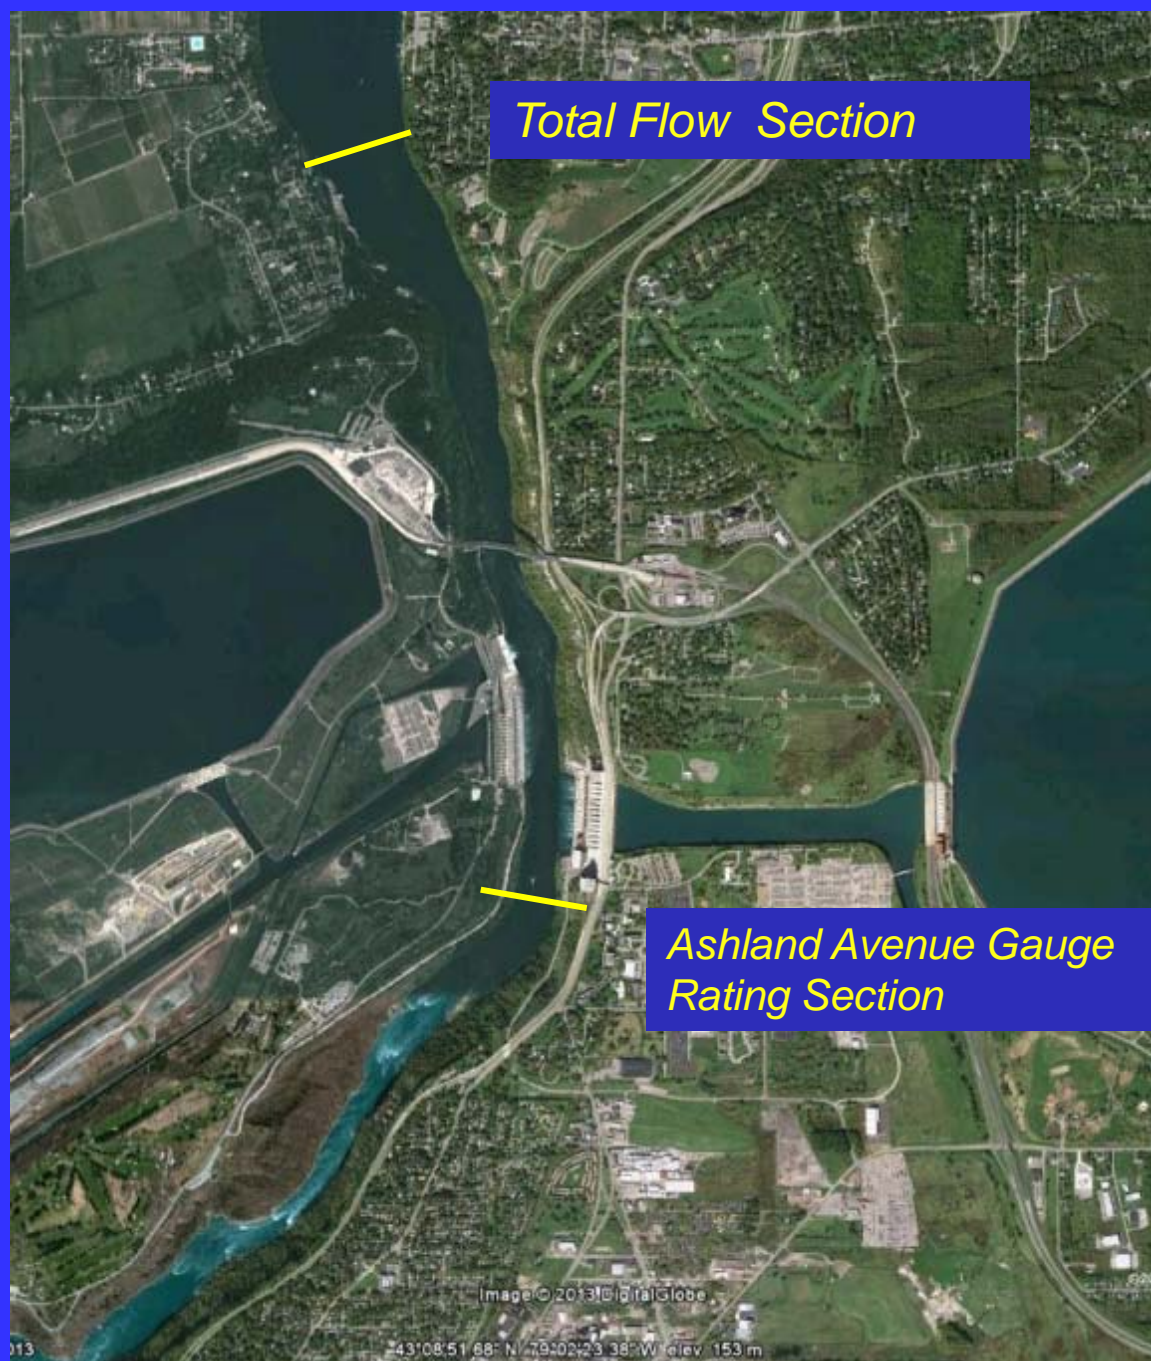 Total Flow Section
Ashland Avenue Gauge
Rating Section
Image © 2013 DigitalGlobe
013
43°08'51.68" N 79°02'23.38" W elev 153 m